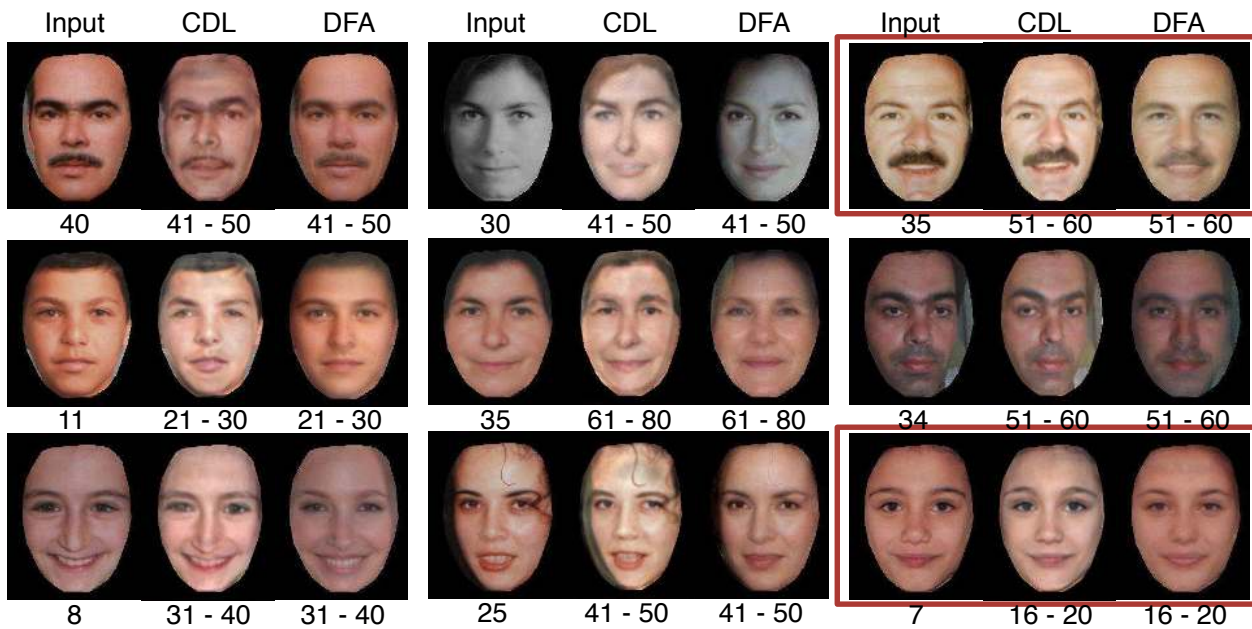 Input CDL DFA Input CDL DFA Input CDL DFA
40 41 - 50 41 - 50 30 41 - 50 41 - 50 35 51 - 60 51 - 60
11 21 - 30 21 - 30 35 61 - 80 61 - 80 34 51 - 60 51 - 60
8 31 - 40 31 - 40 25 41 - 50 41 - 50 7 16 - 20 16 - 20